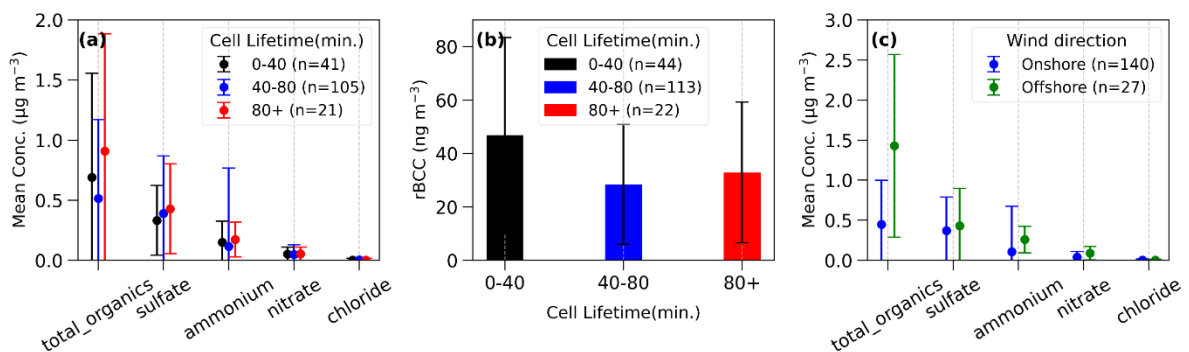 (a)
Cell Lifetime(min.)
0-40 (n=41)
40-80 (n=105)
80+ (n=21)
Mean Conc. (µg m⁻³)
2.0
1.5
1.0
0.5
0.0
total_organics
sulfate
ammonium
nitrate
chloride
(b)
Cell Lifetime(min.)
0-40 (n=44)
40-80 (n=113)
80+ (n=22)
rBCC (ng m⁻³)
80
60
40
20
0
0-40
40-80
80+
Cell Lifetime(min.)
(c)
Wind direction
Onshore (n=140)
Offshore (n=27)
Mean Conc. (µg m⁻³)
3.0
2.5
2.0
1.5
1.0
0.5
0.0
total_organics
sulfate
ammonium
nitrate
chloride